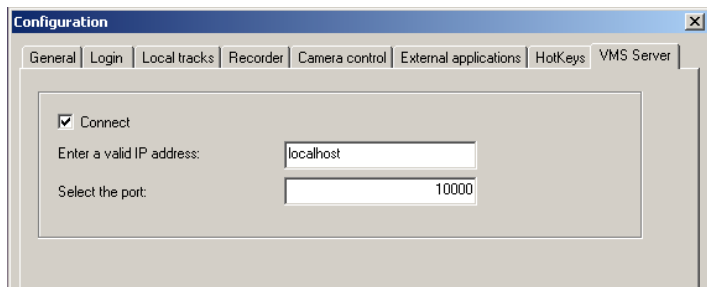 Configuration
General Login Local tracks Recorder Camera control External applications HotKeys VMS Server
Connect
Enter a valid IP address: localhost
Select the port: 10000